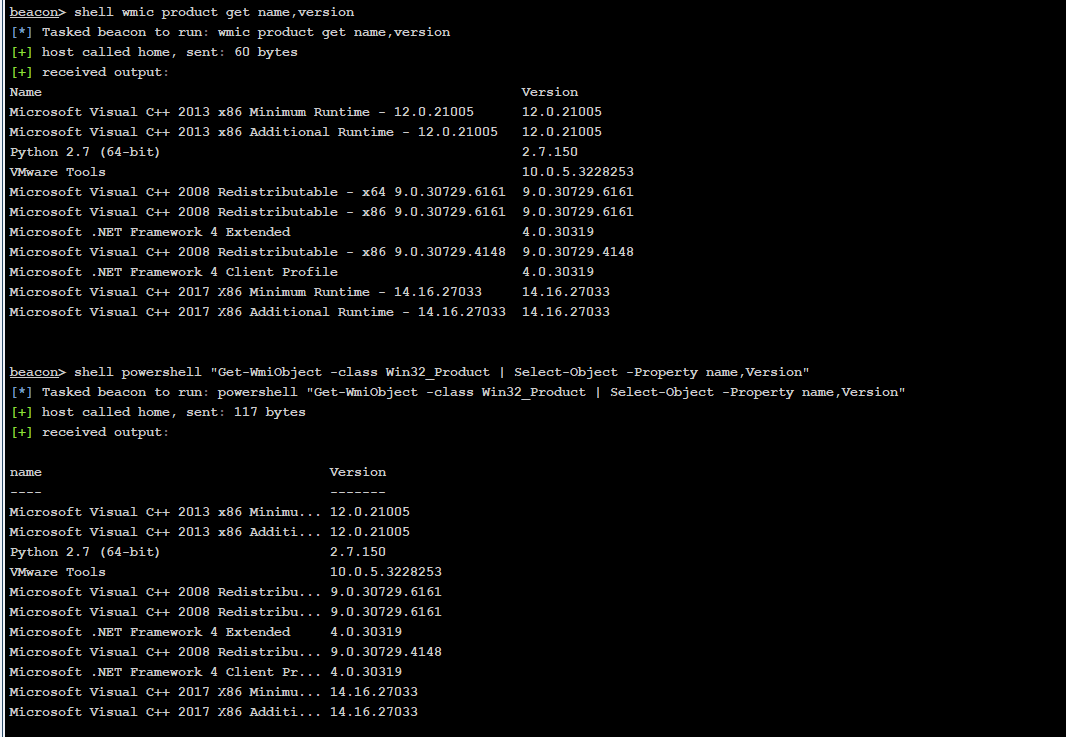 beacon> shell wmic product get name,version
[*] Tasked beacon to run: wmic product get name,version
[+] host called home, sent: 60 bytes
[+] received output:
Name Version
Microsoft Visual C++ 2013 x86 Minimum Runtime - 12.0.21005 12.0.21005
Microsoft Visual C++ 2013 x86 Additional Runtime - 12.0.21005 12.0.21005
Python 2.7 (64-bit) 2.7.150
VMware Tools 10.0.5.3228253
Microsoft Visual C++ 2008 Redistributable - x64 9.0.30729.6161 9.0.30729.6161
Microsoft Visual C++ 2008 Redistributable - x86 9.0.30729.6161 9.0.30729.6161
Microsoft .NET Framework 4 Extended 4.0.30319
Microsoft Visual C++ 2008 Redistributable - x86 9.0.30729.4148 9.0.30729.4148
Microsoft .NET Framework 4 Client Profile 4.0.30319
Microsoft Visual C++ 2017 X86 Minimum Runtime - 14.16.27033 14.16.27033
Microsoft Visual C++ 2017 X86 Additional Runtime - 14.16.27033 14.16.27033
beacon> shell powershell "Get-WmiObject -class Win32_Product | Select-Object -Property name,Version"
[*] Tasked beacon to run: powershell "Get-WmiObject -class Win32_Product | Select-Object -Property name,Version"
[+] host called home, sent: 117 bytes
[+] received output:
name Version
---- -------
Microsoft Visual C++ 2013 x86 Minimu... 12.0.21005
Microsoft Visual C++ 2013 x86 Additi... 12.0.21005
Python 2.7 (64-bit) 2.7.150
VMware Tools 10.0.5.3228253
Microsoft Visual C++ 2008 Redistribu... 9.0.30729.6161
Microsoft Visual C++ 2008 Redistribu... 9.0.30729.6161
Microsoft .NET Framework 4 Extended 4.0.30319
Microsoft Visual C++ 2008 Redistribu... 9.0.30729.4148
Microsoft .NET Framework 4 Client Pr... 4.0.30319
Microsoft Visual C++ 2017 X86 Minimu... 14.16.27033
Microsoft Visual C++ 2017 X86 Additi... 14.16.27033